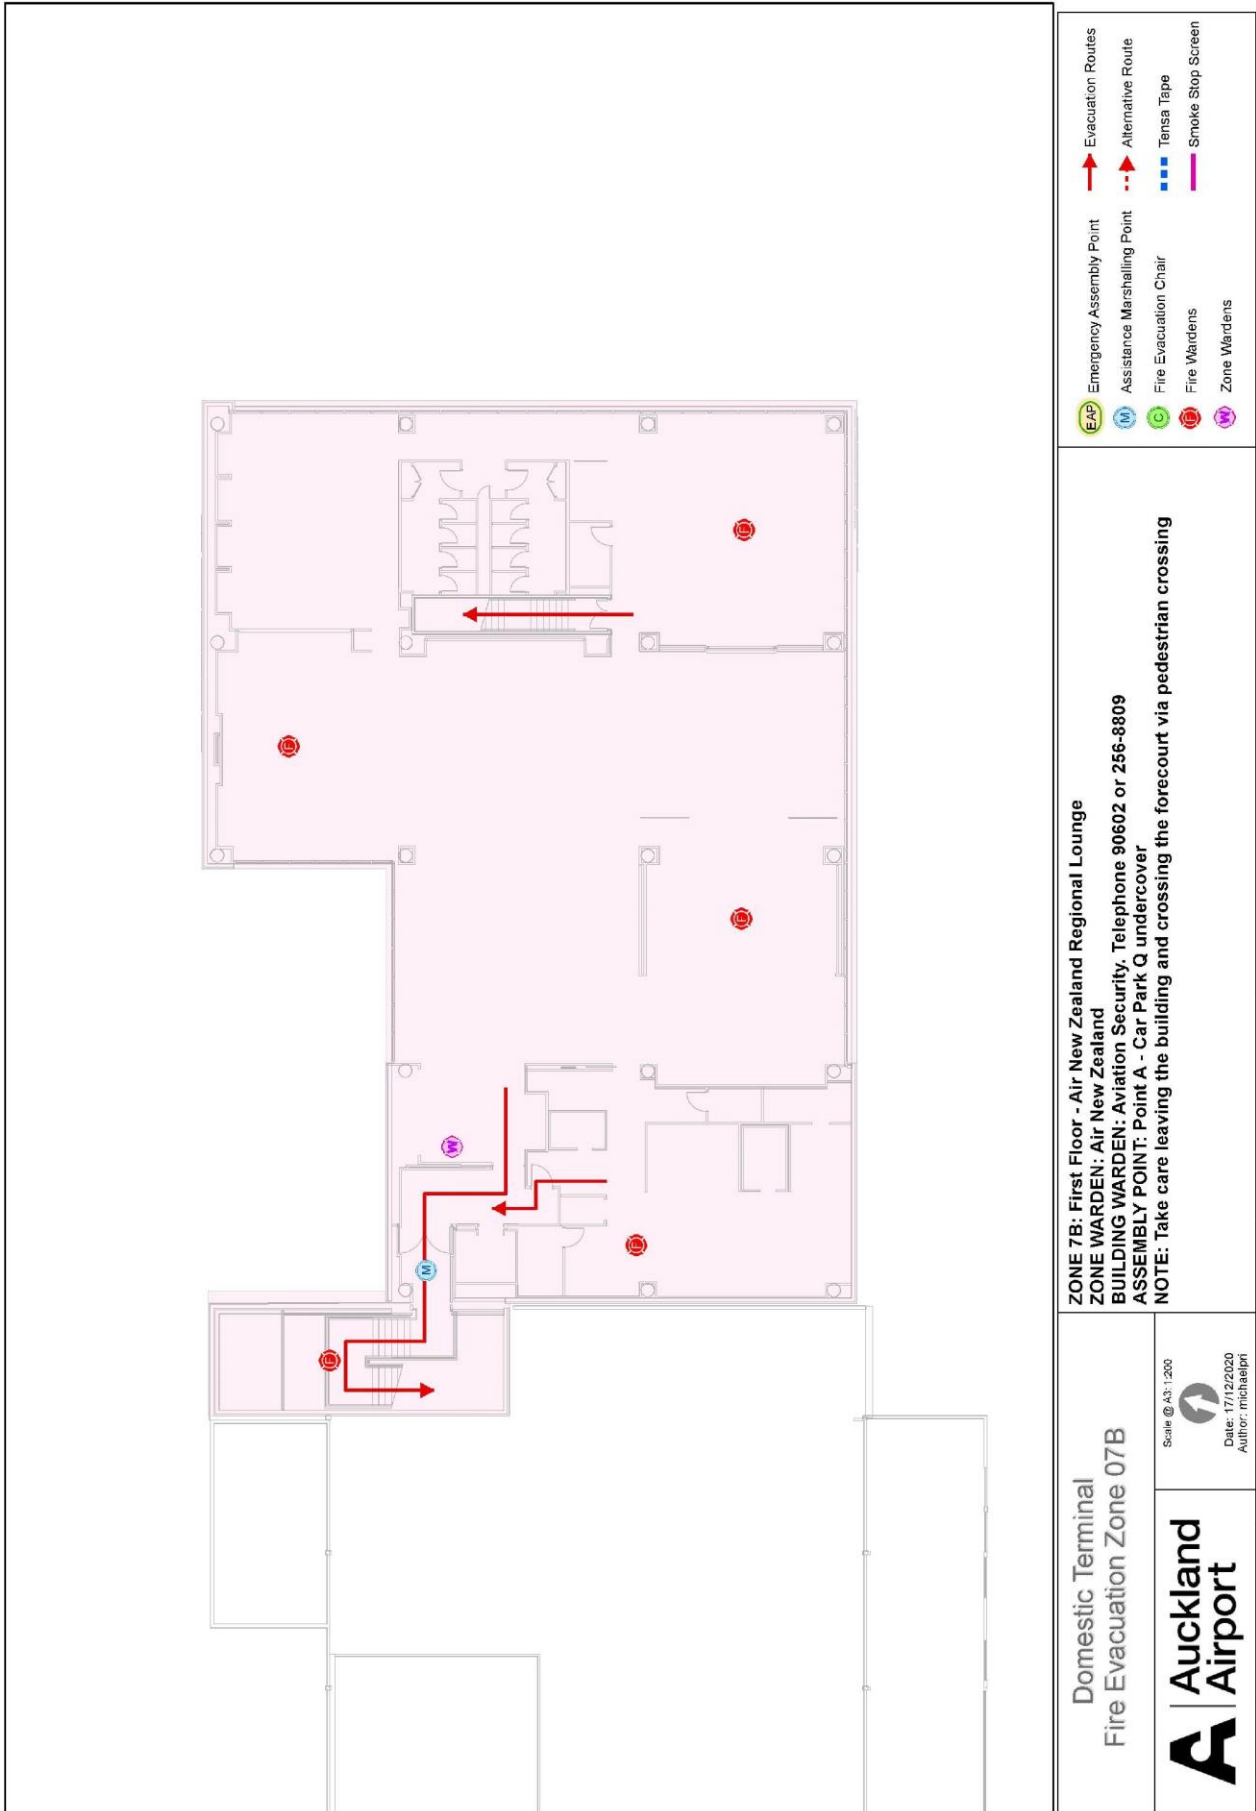 Domestic Terminal
Fire Evacuation Zone 07B
A | Auckland
Airport
Scale @ A3: 1:200
Date: 17/12/2020
Author: michaelpri
ZONE 7B: First Floor - Air New Zealand Regional Lounge
ZONE WARDEN: Air New Zealand
BUILDING WARDEN: Aviation Security. Telephone 90602 or 256-8809
ASSEMBLY POINT: Point A - Car Park Q undercover
NOTE: Take care leaving the building and crossing the forecourt via pedestrian crossing
EAP Emergency Assembly Point
M Assistance Marshalling Point
C Fire Evacuation Chair
F Fire Wardens
W Zone Wardens
Evacuation Routes
Alternative Route
Tensa Tape
Smoke Stop Screen
F
M
W
F
F
F
F